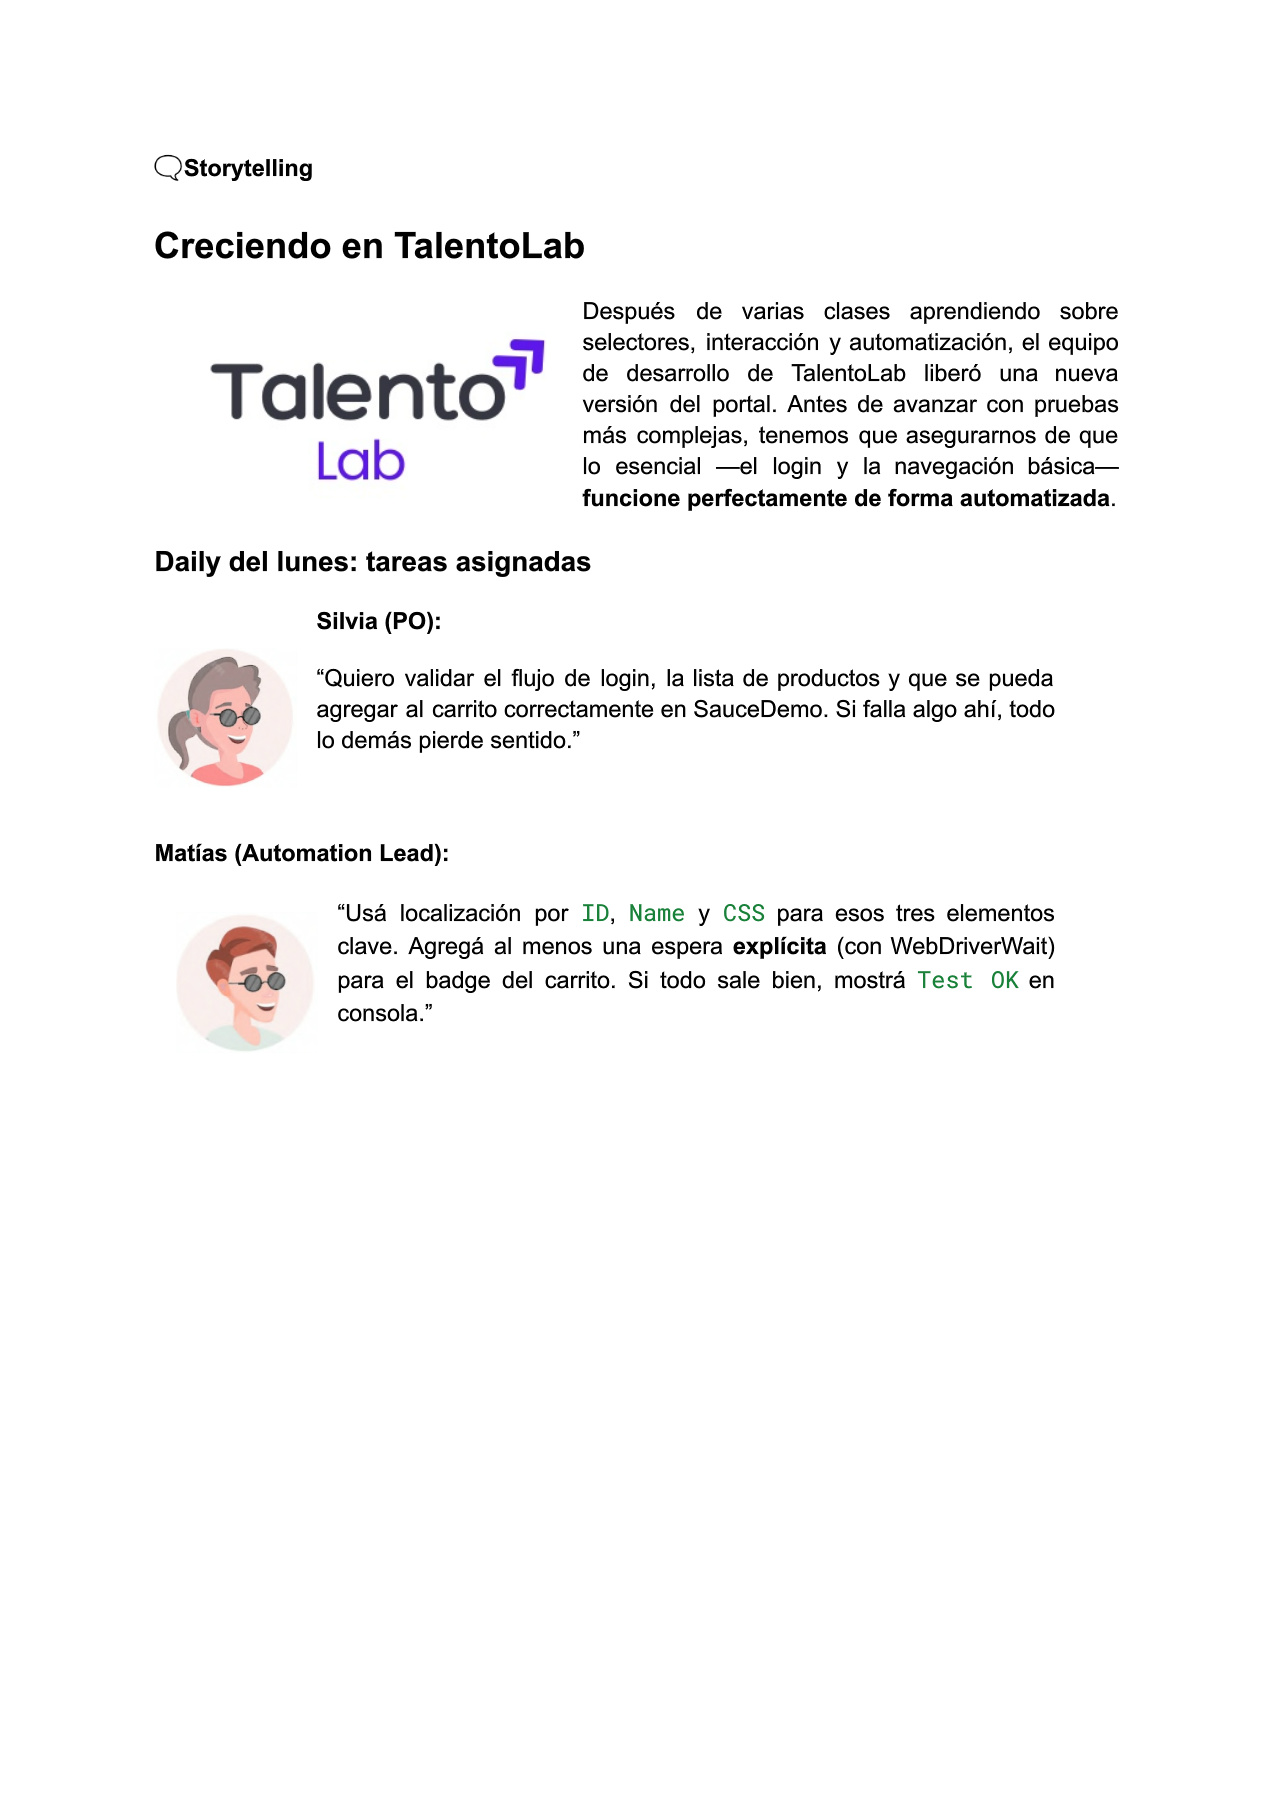 🗨Storytelling
Creciendo en TalentoLab
Talento
Lab
Después de varias clases aprendiendo sobre
selectores, interacción y automatización, el equipo
de desarrollo de TalentoLab liberó una nueva
versión del portal. Antes de avanzar con pruebas
más complejas, tenemos que asegurarnos de que
lo esencial —el login y la navegación básica—
funcione perfectamente de forma automatizada.
Daily del lunes: tareas asignadas
Silvia (PO):
“Quiero validar el flujo de login, la lista de productos y que se pueda
agregar al carrito correctamente en SauceDemo. Si falla algo ahí, todo
lo demás pierde sentido.”
Matías (Automation Lead):
“Usá localización por ID, Name y CSS para esos tres elementos
clave. Agregá al menos una espera explícita (con WebDriverWait)
para el badge del carrito. Si todo sale bien, mostrá Test OK en
consola.”